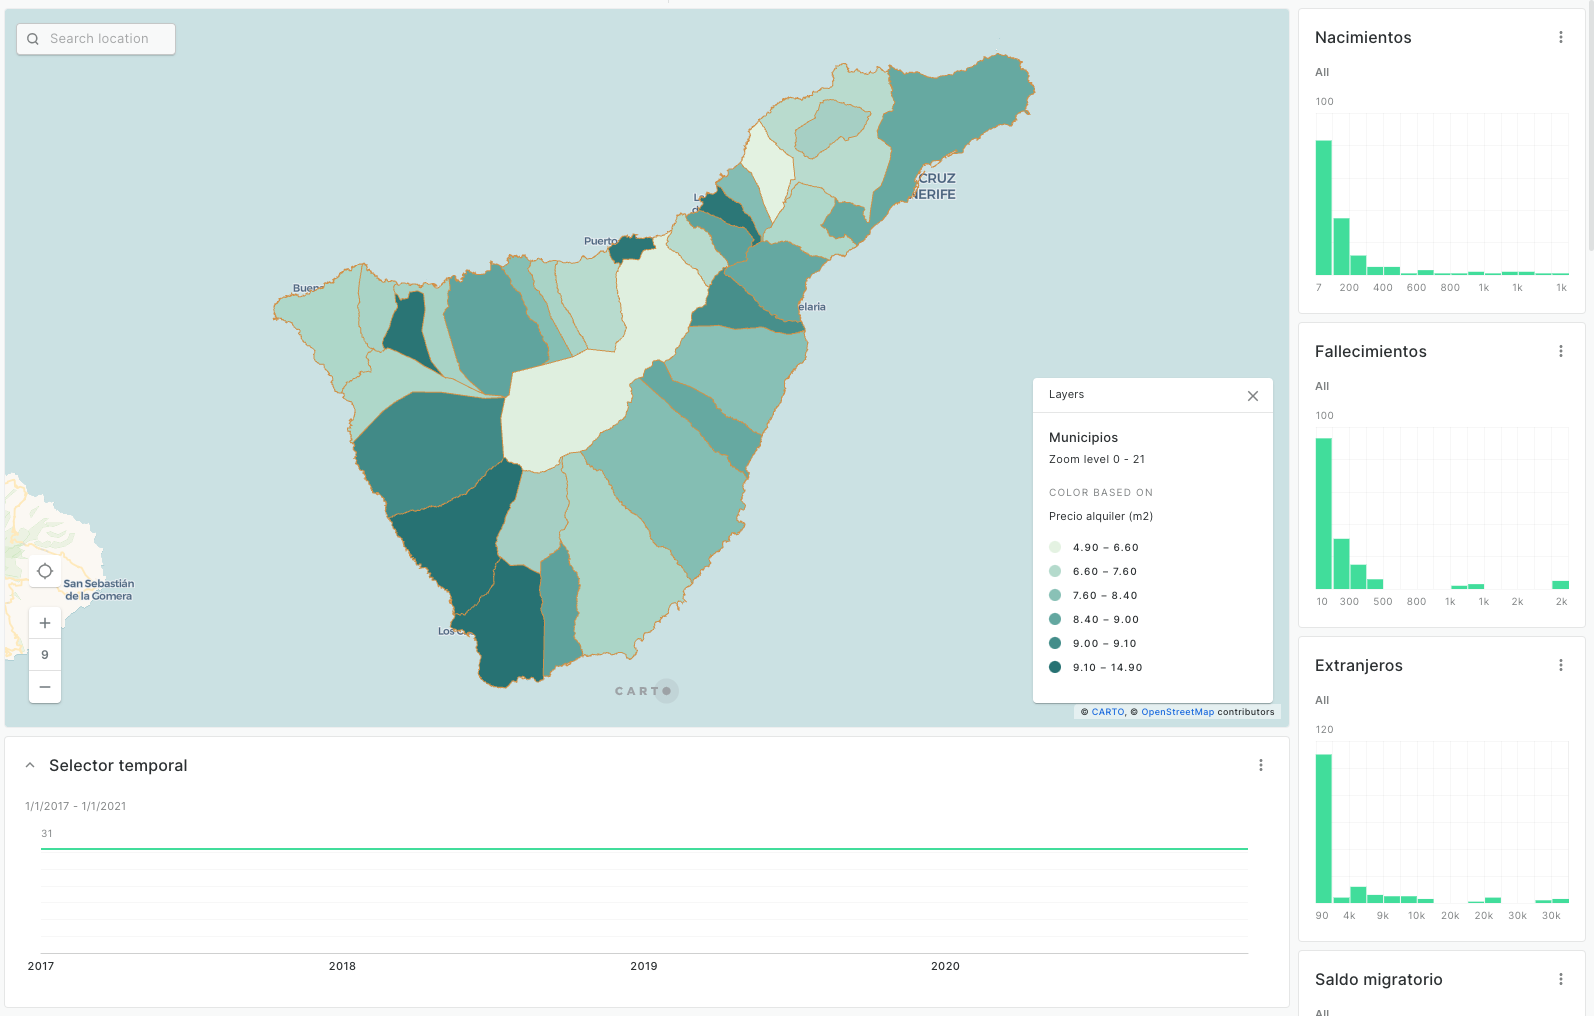 Search location
CRUZ
NERIFE
Puerto
Buen
elaria
San Sebastián
de la Gomera
Los
+
9
−
CARTO
Layers
Municipios
Zoom level 0 - 21
COLOR BASED ON
Precio alquiler (m2)
4.90 – 6.60
6.60 – 7.60
7.60 – 8.40
8.40 – 9.00
9.00 – 9.10
9.10 – 14.90
© CARTO, © OpenStreetMap contributors
Selector temporal
1/1/2017 - 1/1/2021
31
2017 2018 2019 2020
Nacimientos
All
100
7 200 400 600 800 1k 1k 1k
Fallecimientos
All
100
10 300 500 800 1k 1k 2k 2k
Extranjeros
All
120
90 4k 9k 10k 20k 20k 30k 30k
Saldo migratorio
All